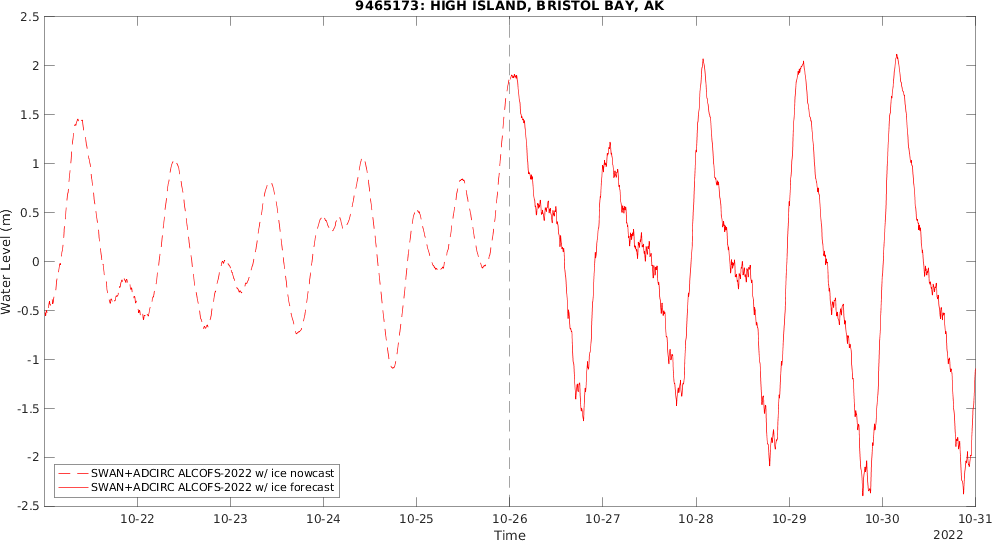 9465173: HIGH ISLAND, BRISTOL BAY, AK
2.5
2
1.5
1
0.5
0
-0.5
-1
-1.5
-2
-2.5
Water Level (m)
SWAN+ADCIRC ALCOFS-2022 w/ ice nowcast
SWAN+ADCIRC ALCOFS-2022 w/ ice forecast
10-22 10-23 10-24 10-25 10-26 10-27 10-28 10-29 10-30 10-31
Time
2022